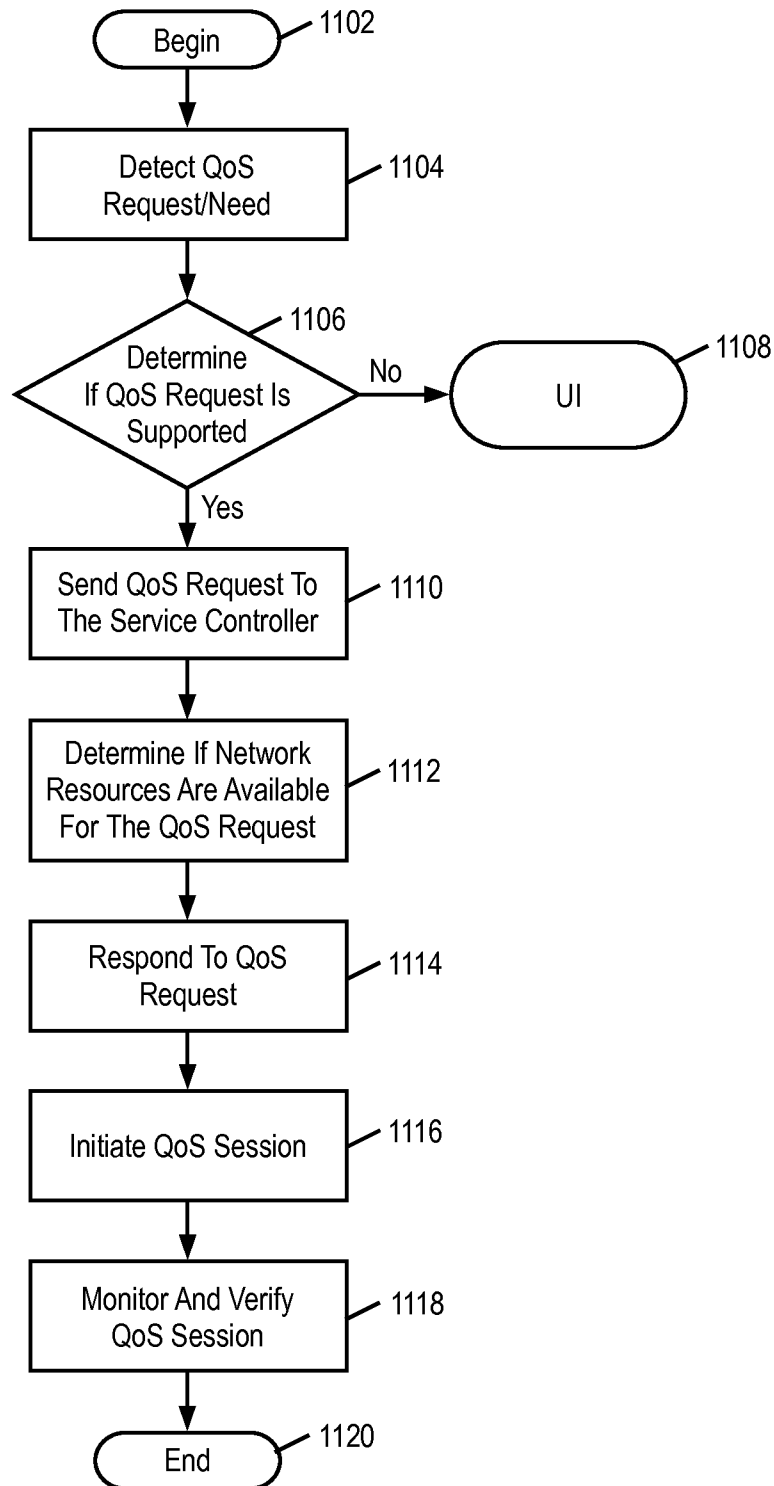 Begin
1102
Detect QoS
Request/Need
1104
1106
Determine
If QoS Request Is
Supported
No
UI
1108
Yes
Send QoS Request To
The Service Controller
1110
Determine If Network
Resources Are Available
For The QoS Request
1112
Respond To QoS
Request
1114
Initiate QoS Session
1116
Monitor And Verify
QoS Session
1118
End
1120